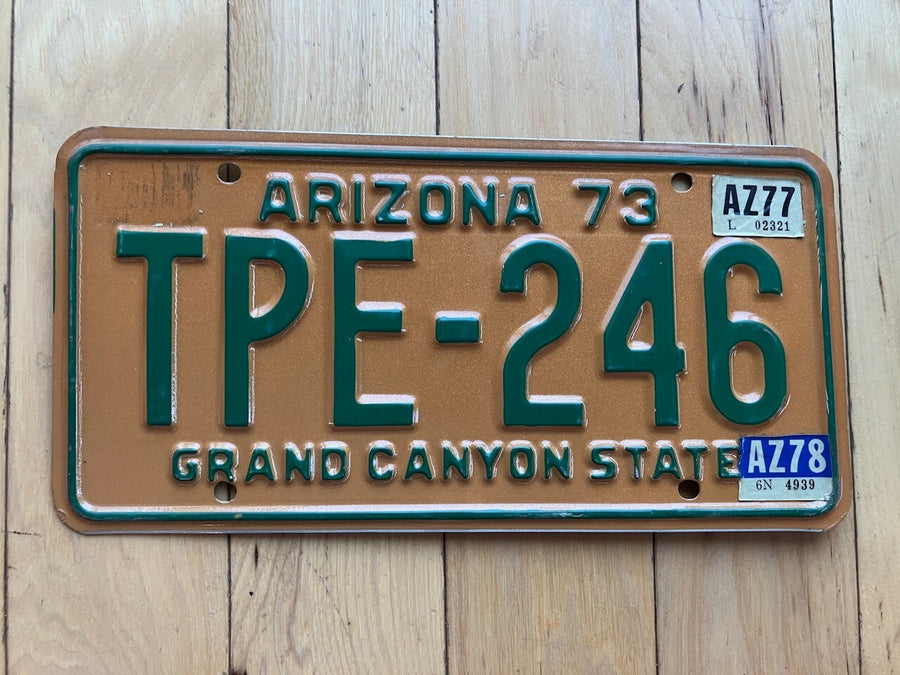 ARIZONA 73
AZ77
L 02321
TPE-246
GRAND CANYON STATE
AZ78
6N 4939